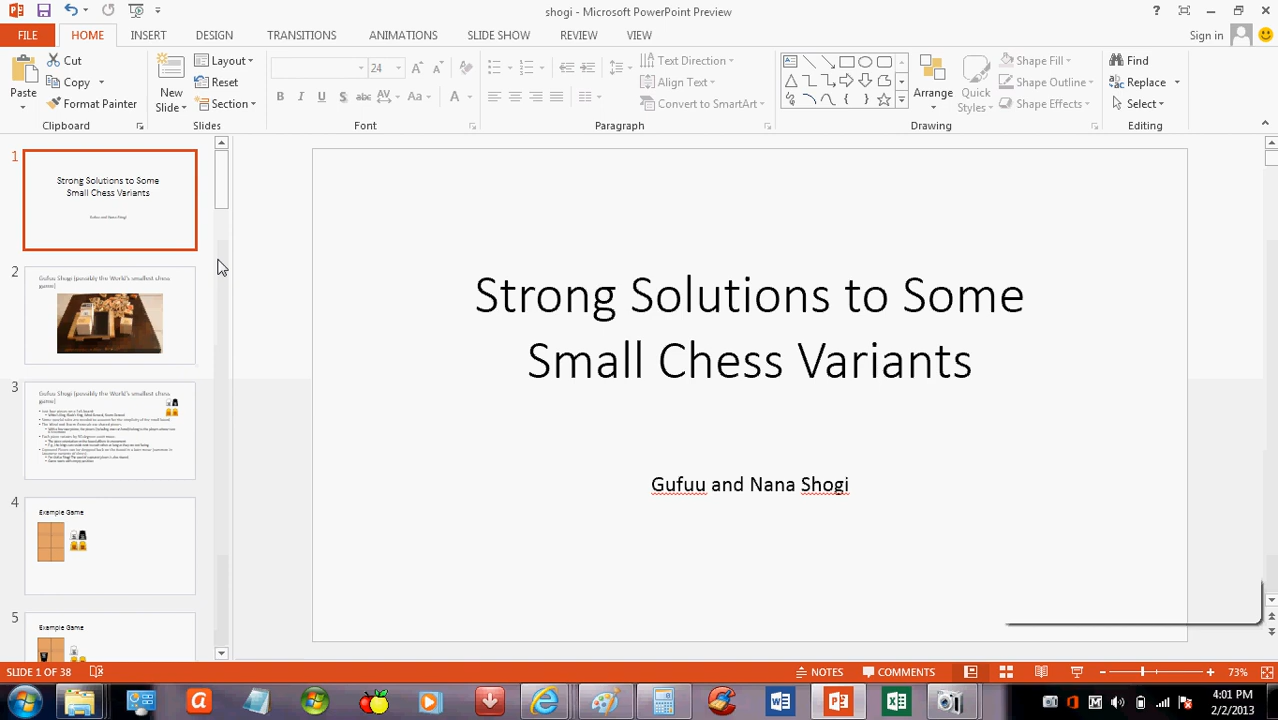 shogi - Microsoft PowerPoint Preview
FILE HOME INSERT DESIGN TRANSITIONS ANIMATIONS SLIDE SHOW REVIEW VIEW Sign in
Paste
Cut
Copy
Format Painter
Clipboard
New
Slide
Layout
Reset
Section
Slides
24
Font
Text Direction
Align Text
Convert to SmartArt
Paragraph
Arrange
Quick
Styles
Shape Fill
Shape Outline
Shape Effects
Drawing
Find
Replace
Select
Editing
1
Strong Solutions to Some
Small Chess Variants
Gufuu and Nana Shogi
2
Gufuu Shogi (possibly the World's smallest chess
game)
3
Gufuu Shogi (possibly the World's smallest chess
game)
4
Example Game
5
Example Game
Strong Solutions to Some
Small Chess Variants
Gufuu and Nana Shogi
SLIDE 1 OF 38
NOTES
COMMENTS
73%
4:01 PM
2/2/2013